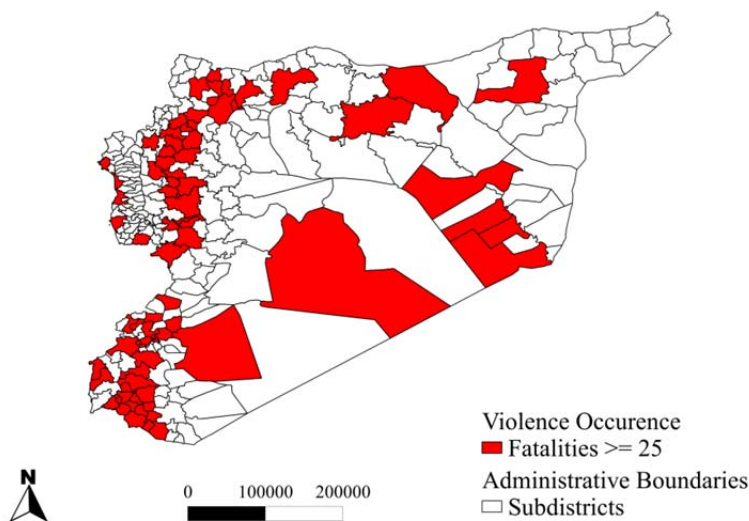 Violence Occurence
Fatalities >= 25
Administrative Boundaries
Subdistricts
N
0 100000 200000